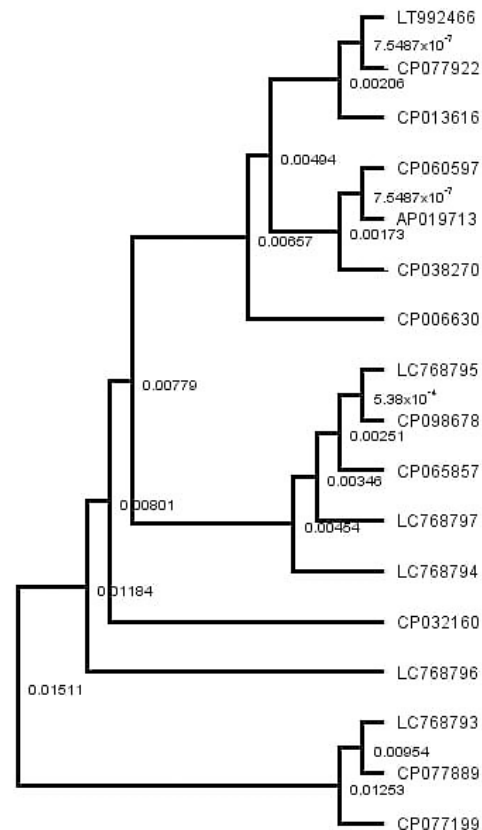 LT992466
7.5487x10⁻⁷
CP077922
0.00206
CP013616
0.00494
CP060597
7.5487x10⁻⁷
AP019713
0.00173
0.00657
CP038270
CP006630
LC768795
0.00779
5.38x10⁻⁴
CP098678
0.00251
CP065857
0.00346
0.00801
LC768797
0.00454
LC768794
0.01184
CP032160
LC768796
0.01511
LC768793
0.00954
CP077889
0.01253
CP077199